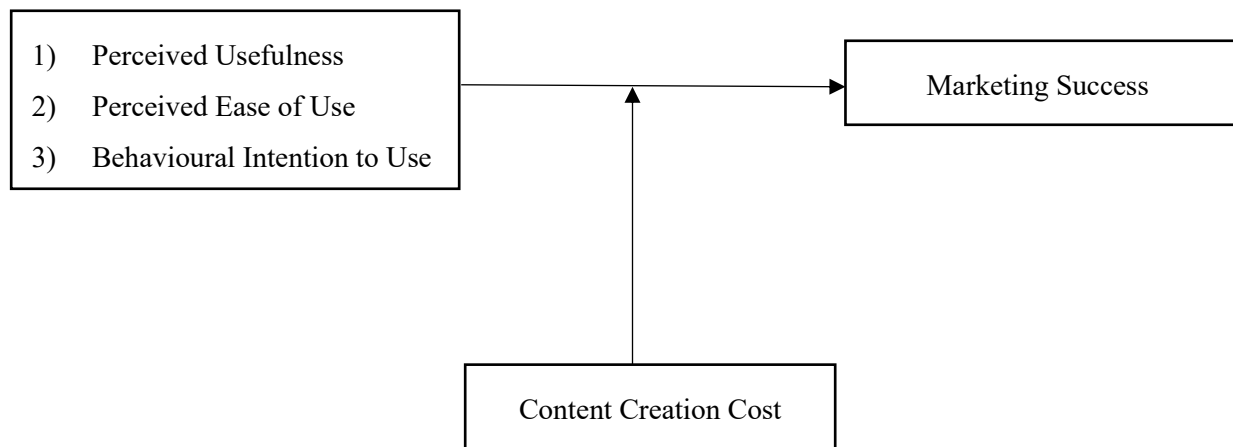 1) Perceived Usefulness
2) Perceived Ease of Use
3) Behavioural Intention to Use
Marketing Success
Content Creation Cost